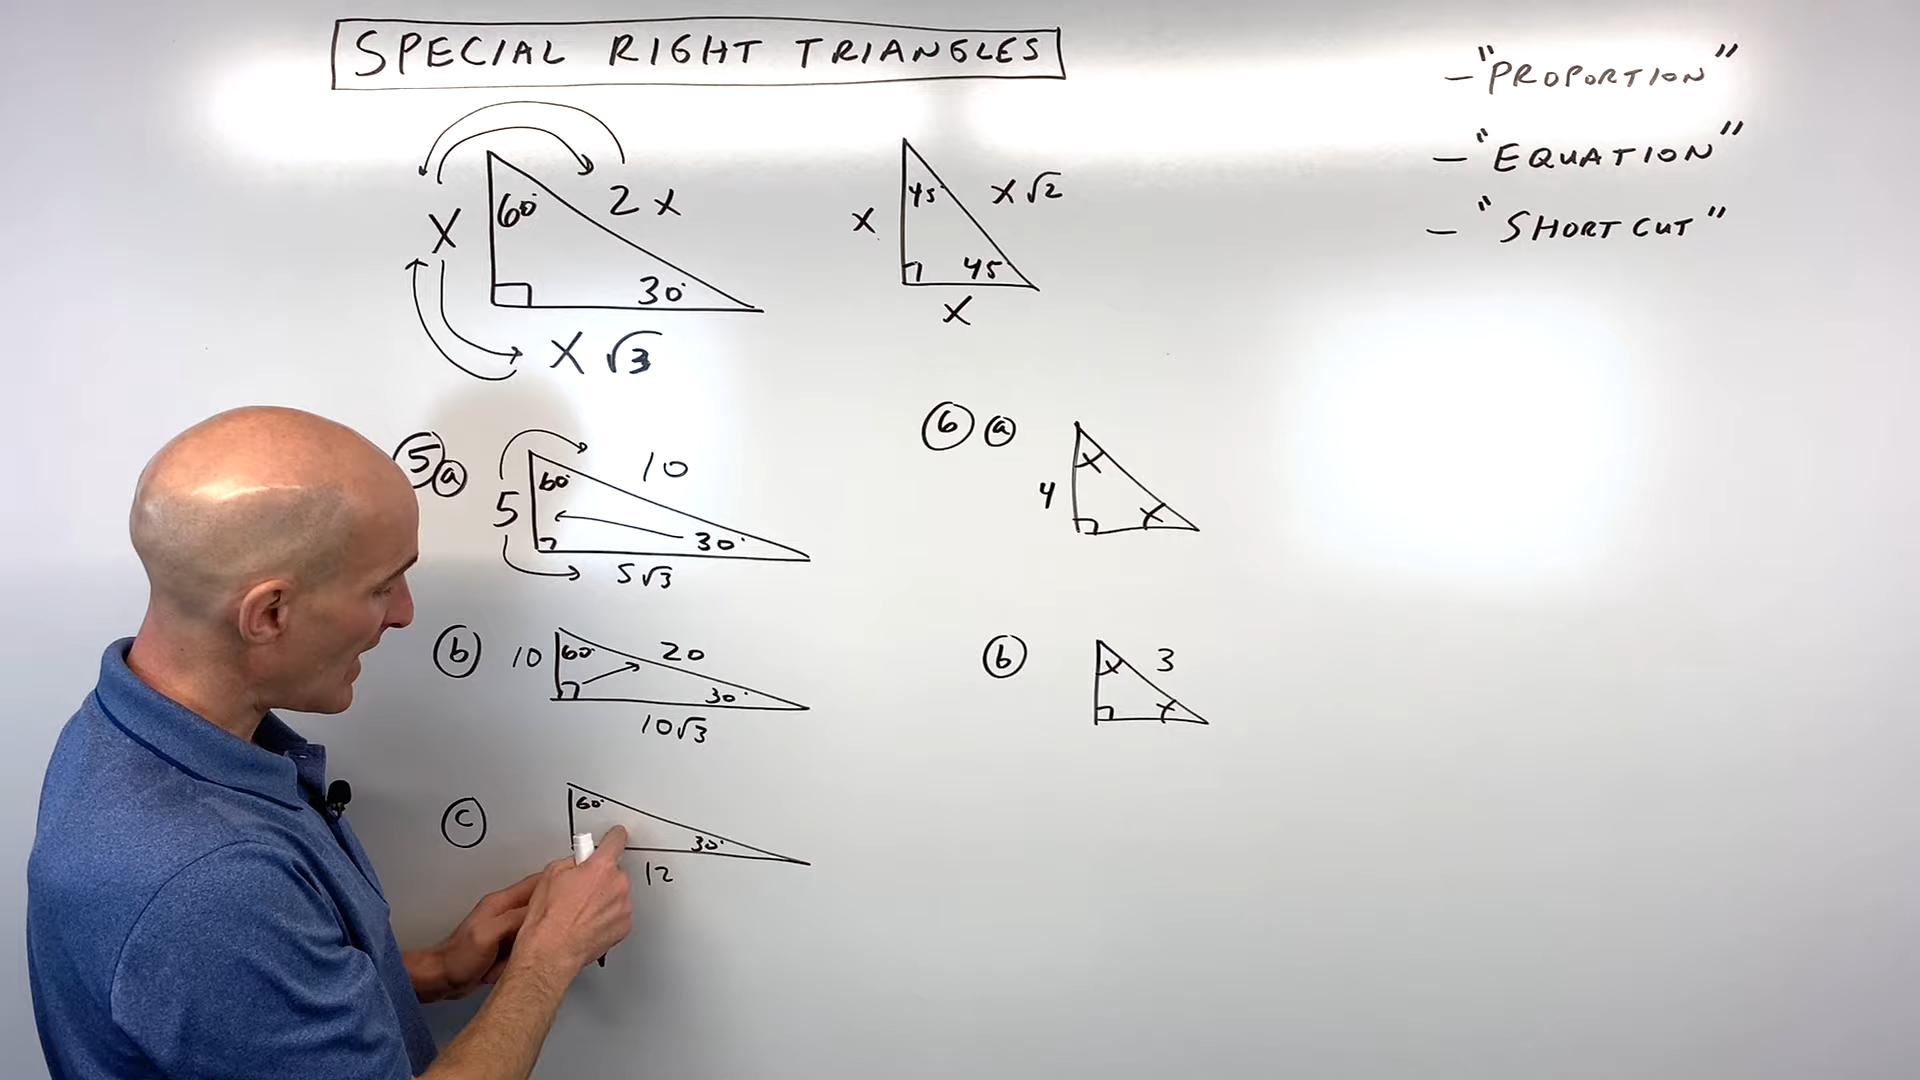 SPECIAL RIGHT TRIANGLES
- "PROPORTION"
- "EQUATION"
- "SHORT CUT"
60°
2x
x
30°
x√3
45
x√2
x
45
x
5 a
60°
10
5
30°
5√3
b
10
60°
20
30°
10√3
c
60°
30°
12
6 a
x
4
x
b
x
3
x